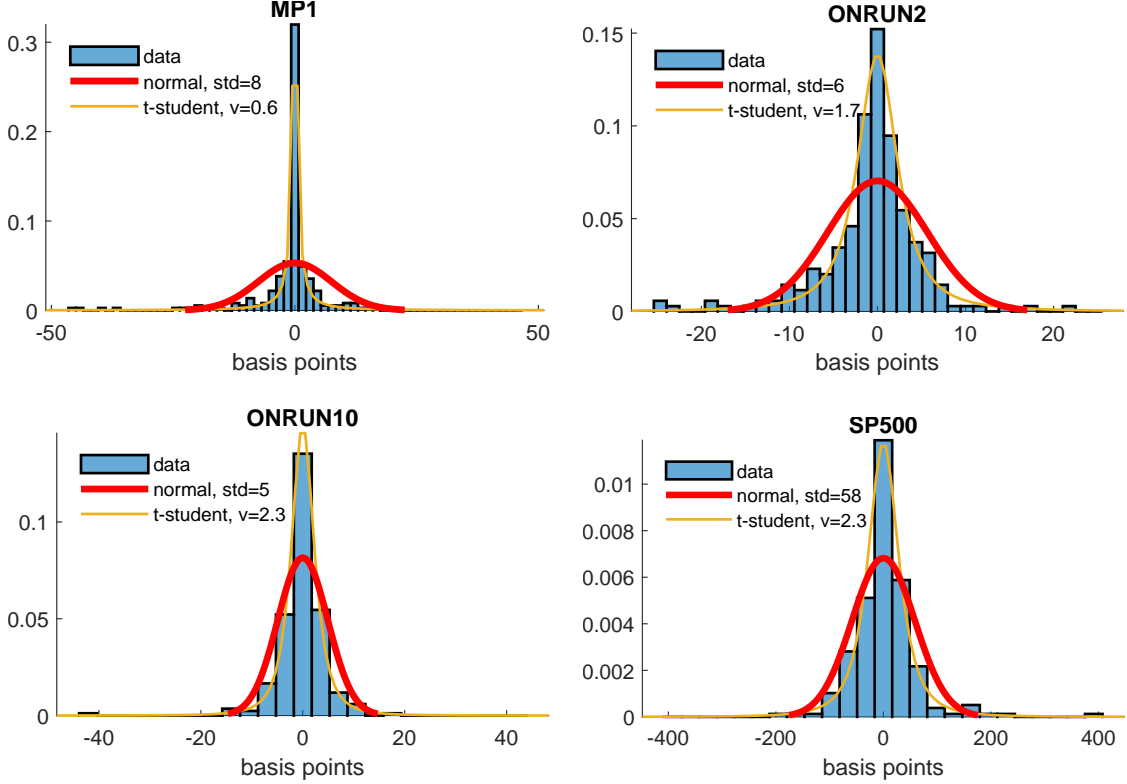 MP1
0.3
0.2
0.1
0
-50
0
50
basis points
data
normal, std=8
t-student, v=0.6
ONRUN2
0.15
0.1
0.05
0
-20
-10
0
10
20
basis points
data
normal, std=6
t-student, v=1.7
ONRUN10
0.1
0.05
0
-40
-20
0
20
40
basis points
data
normal, std=5
t-student, v=2.3
SP500
0.01
0.008
0.006
0.004
0.002
0
-400
-200
0
200
400
basis points
data
normal, std=58
t-student, v=2.3